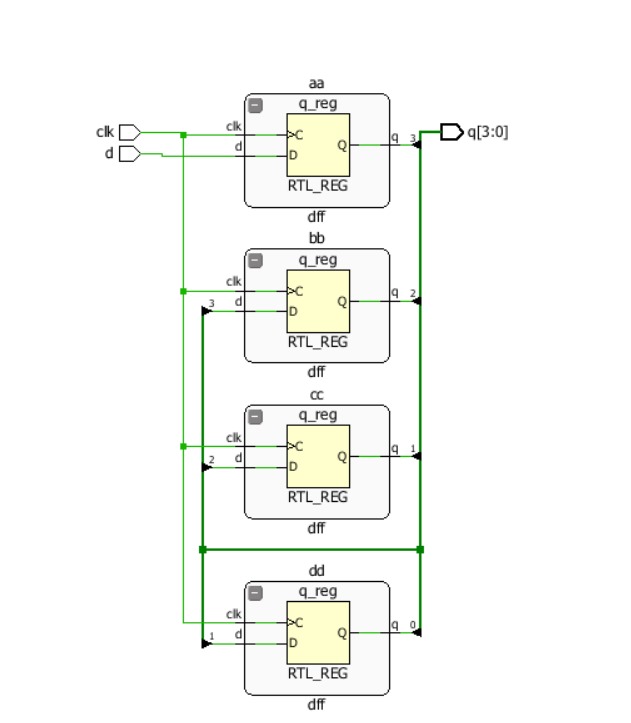 aa
q_reg
clk
clk
C
q
3
q[3:0]
d
d
D
Q
RTL_REG
dff
bb
q_reg
clk
C
q
2
3
d
D
Q
RTL_REG
dff
cc
q_reg
clk
C
q
1
2
d
D
Q
RTL_REG
dff
dd
q_reg
clk
C
q
0
1
d
D
Q
RTL_REG
dff